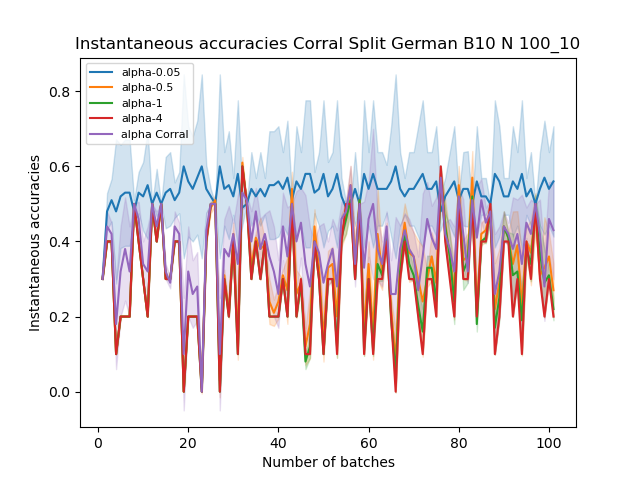 Instantaneous accuracies Corral Split German B10 N 100_10
alpha-0.05
alpha-0.5
alpha-1
alpha-4
alpha Corral
Instantaneous accuracies
0.8
0.6
0.4
0.2
0.0
0 20 40 60 80 100
Number of batches